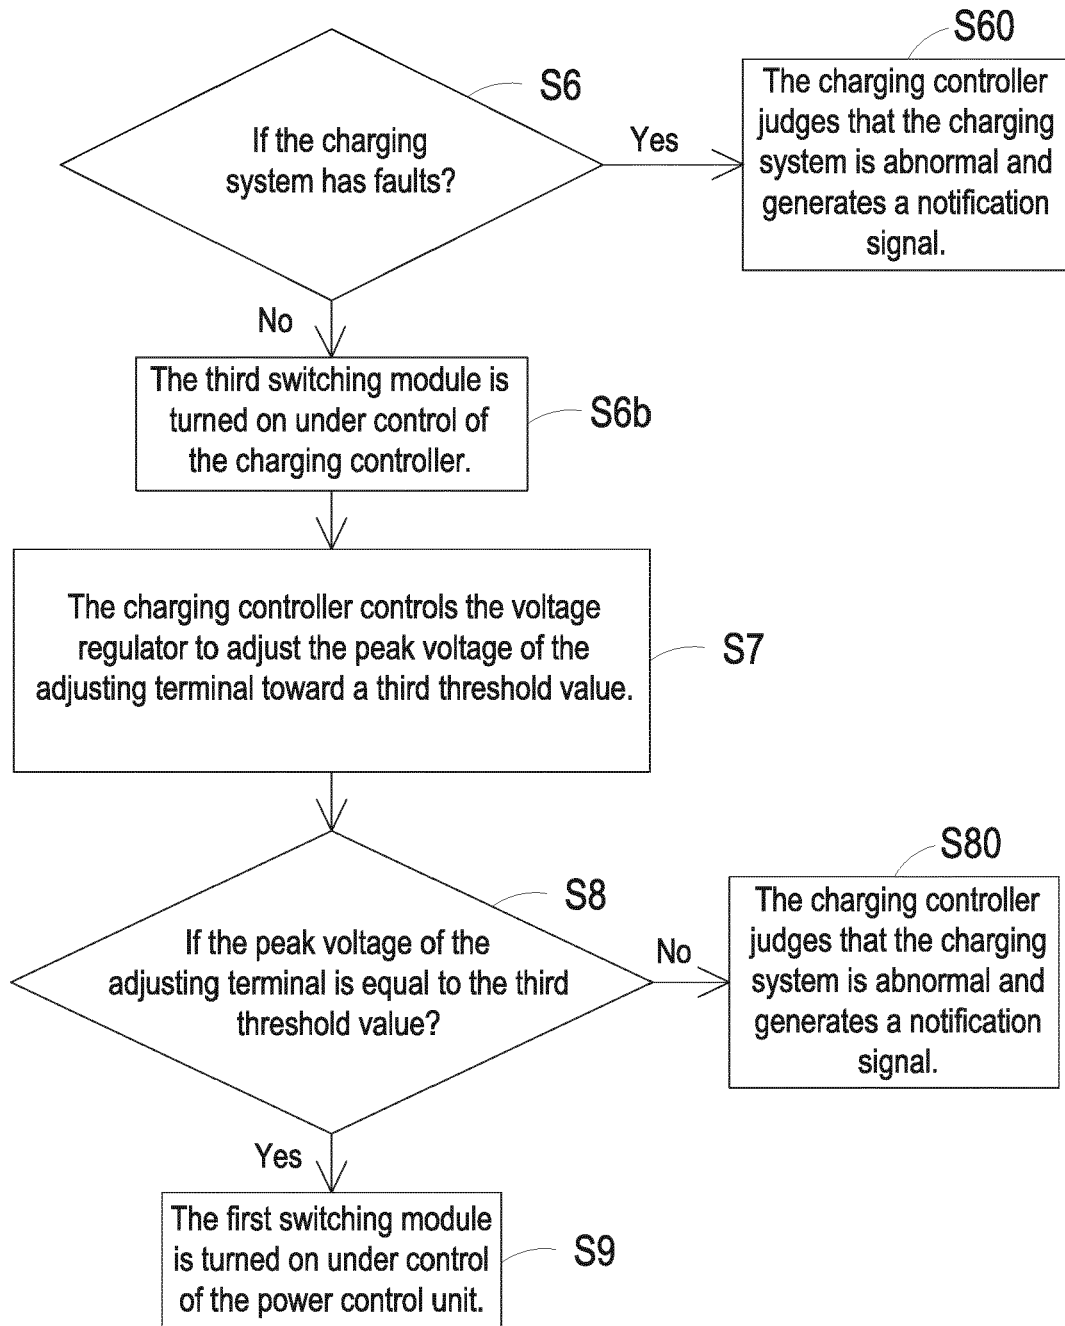 S60
The charging controller
judges that the charging
system is abnormal and
generates a notification
signal.
S6
If the charging
system has faults?
Yes
No
The third switching module is
turned on under control of
the charging controller.
S6b
The charging controller controls the voltage
regulator to adjust the peak voltage of the
adjusting terminal toward a third threshold value.
S7
S8
If the peak voltage of the
adjusting terminal is equal to the third
threshold value?
No
S80
The charging controller
judges that the charging
system is abnormal and
generates a notification
signal.
Yes
The first switching module
is turned on under control
of the power control unit.
S9